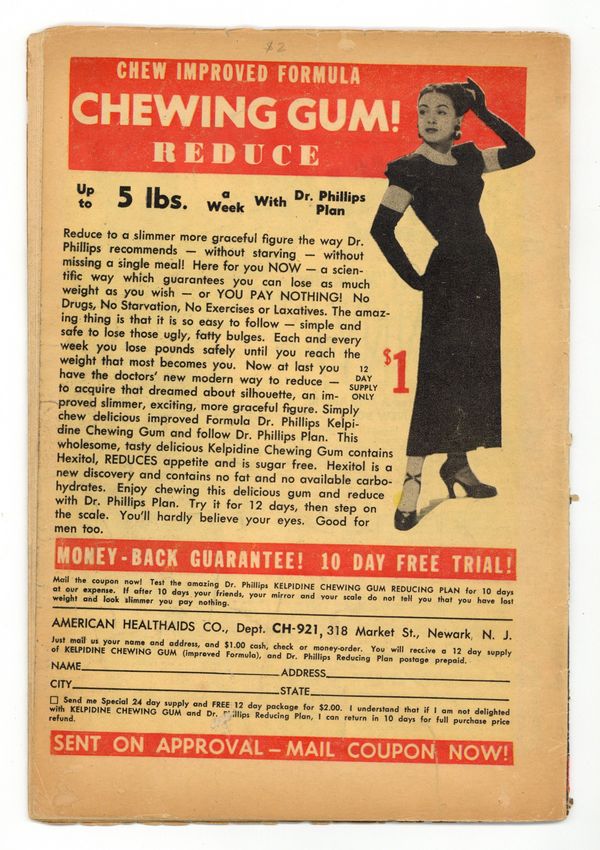 ¢2
CHEW IMPROVED FORMULA
CHEWING GUM!
REDUCE
Up to 5 lbs. a Week With Dr. Phillips Plan
Reduce to a slimmer more graceful figure the way Dr.
Phillips recommends — without starving — without
missing a single meal! Here for you NOW — a scien-
tific way which guarantees you can lose as much
weight as you wish — or YOU PAY NOTHING! No
Drugs, No Starvation, No Exercises or Laxatives. The amaz-
ing thing is that it is so easy to follow — simple and
safe to lose those ugly, fatty bulges. Each and every
week you lose pounds safely until you reach the
weight that most becomes you. Now at last you
have the doctors' new modern way to reduce —
to acquire that dreamed about silhouette, an im-
proved slimmer, exciting, more graceful figure. Simply
chew delicious improved Formula Dr. Phillips Kelpi-
dine Chewing Gum and follow Dr. Phillips Plan. This
wholesome, tasty delicious Kelpidine Chewing Gum contains
Hexitol, REDUCES appetite and is sugar free. Hexitol is a
new discovery and contains no fat and no available carbo-
hydrates. Enjoy chewing this delicious gum and reduce
with Dr. Phillips Plan. Try it for 12 days, then step on
the scale. You'll hardly believe your eyes. Good for
men too.
12
DAY
SUPPLY
ONLY
$1
MONEY-BACK GUARANTEE! 10 DAY FREE TRIAL!
Mail the coupon now! Test the amazing Dr. Phillips KELPIDINE CHEWING GUM REDUCING PLAN for 10 days
at our expense. If after 10 days your friends, your mirror and your scale do not tell you that you have lost
weight and look slimmer you pay nothing.
AMERICAN HEALTHAIDS CO., Dept. CH-921, 318 Market St., Newark, N. J.
Just mail us your name and address, and $1.00 cash, check or money-order. You will receive a 12 day supply
of KELPIDINE CHEWING GUM (improved Formula), and Dr. Phillips Reducing Plan postage prepaid.
NAME ADDRESS
CITY STATE
☐ Send me Special 24 day supply and FREE 12 day package for $2.00. I understand that if I am not delighted
with KELPIDINE CHEWING GUM and Dr. Phillips Reducing Plan, I can return in 10 days for full purchase price
refund.
SENT ON APPROVAL — MAIL COUPON NOW!